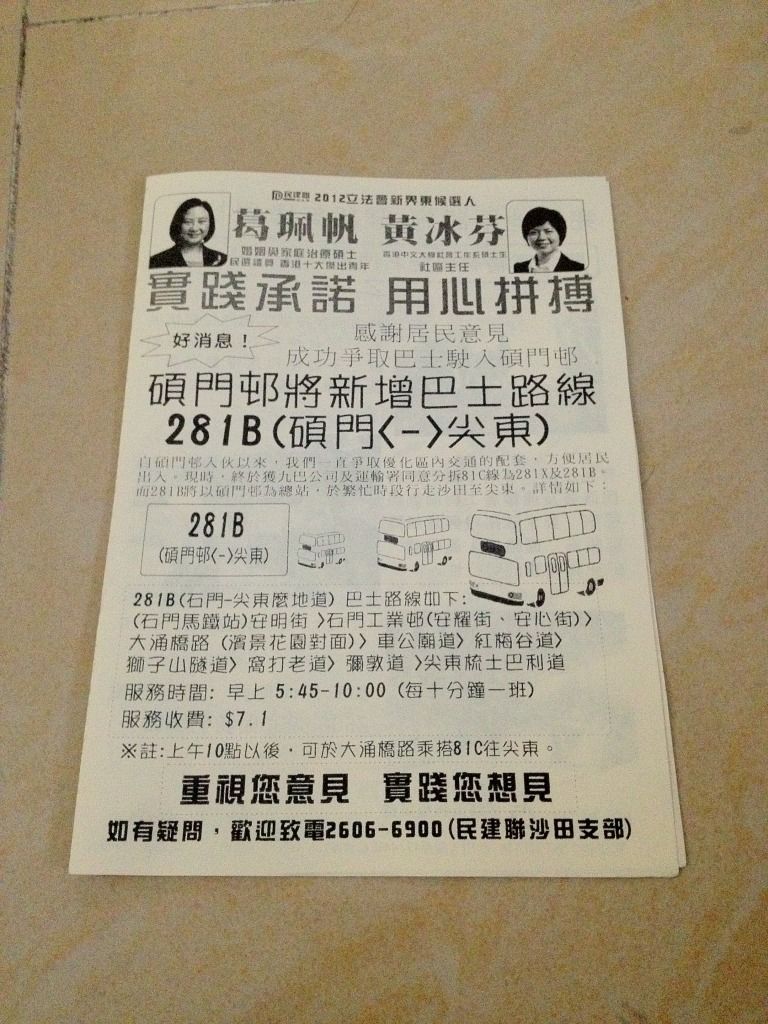 民建聯 2012立法會新界東候選人
葛珮帆 黃冰芬
婚姻與家庭治療碩士
民選議員 香港十大傑出青年
香港中文大學社會工作系碩士生
社區主任
實踐承諾 用心拼搏
好消息！
感謝居民意見
成功爭取巴士駛入碩門邨
碩門邨將新增巴士路線
281B(碩門<->尖東)
自碩門邨入伙以來，我們一直爭取優化區內交通的配套，方便居民
出入。現時，終於獲九巴公司及運輸署同意分拆81C線為281X及281B。
而281B將以碩門邨為總站，於繁忙時段行走沙田至尖東。詳情如下：
281B
(碩門邨<->尖東)
281B(石門-尖東麼地道) 巴士路線如下:
(石門馬鐵站)安明街 >石門工業邨(安耀街、安心街)>
大涌橋路 (濱景花園對面)> 車公廟道> 紅梅谷道>
獅子山隧道> 窩打老道> 彌敦道 >尖東梳士巴利道
服務時間: 早上 5:45-10:00 (每十分鐘一班)
服務收費: $7.1
※註:上午10點以後，可於大涌橋路乘搭81C往尖東。
重視您意見 實踐您想見
如有疑問，歡迎致電2606-6900(民建聯沙田支部)